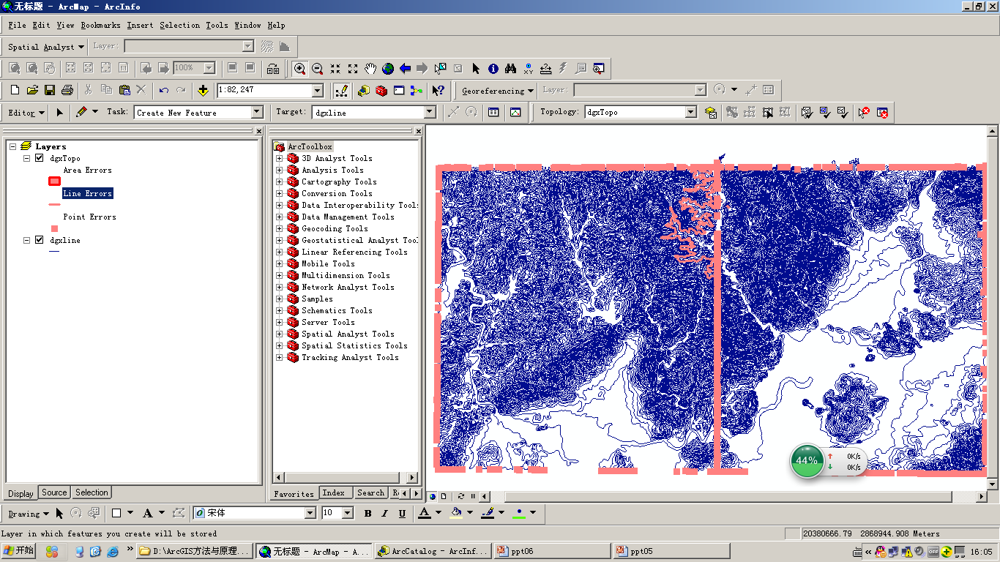 无标题 - ArcMap - ArcInfo
File Edit View Bookmarks Insert Selection Tools Window Help
Spatial Analyst Layer:
100%
1:82,247 Georeferencing Layer:
Editor Task: Create New Feature Target: dgxline Topology: dgxTopo
Layers
dgxTopo
Area Errors
Line Errors
Point Errors
dgxline
ArcToolbox
3D Analyst Tools
Analysis Tools
Cartography Tools
Conversion Tools
Data Interoperability Tools
Data Management Tools
Geocoding Tools
Geostatistical Analyst Tool
Linear Referencing Tools
Mobile Tools
Multidimension Tools
Network Analyst Tools
Samples
Schematics Tools
Server Tools
Spatial Analyst Tools
Spatial Statistics Tools
Tracking Analyst Tools
44% 0K/s
0K/s
Display Source Selection
Favorites Index Search
Drawing A 宋体 10 B I U A
Layer in which features you create will be stored 20380666.79 2868944.908 Meters
开始 D:\ArcGIS方法与原理... 无标题 - ArcMap - A... ArcCatalog - ArcInf... ppt06 ppt05 OFF 16:05